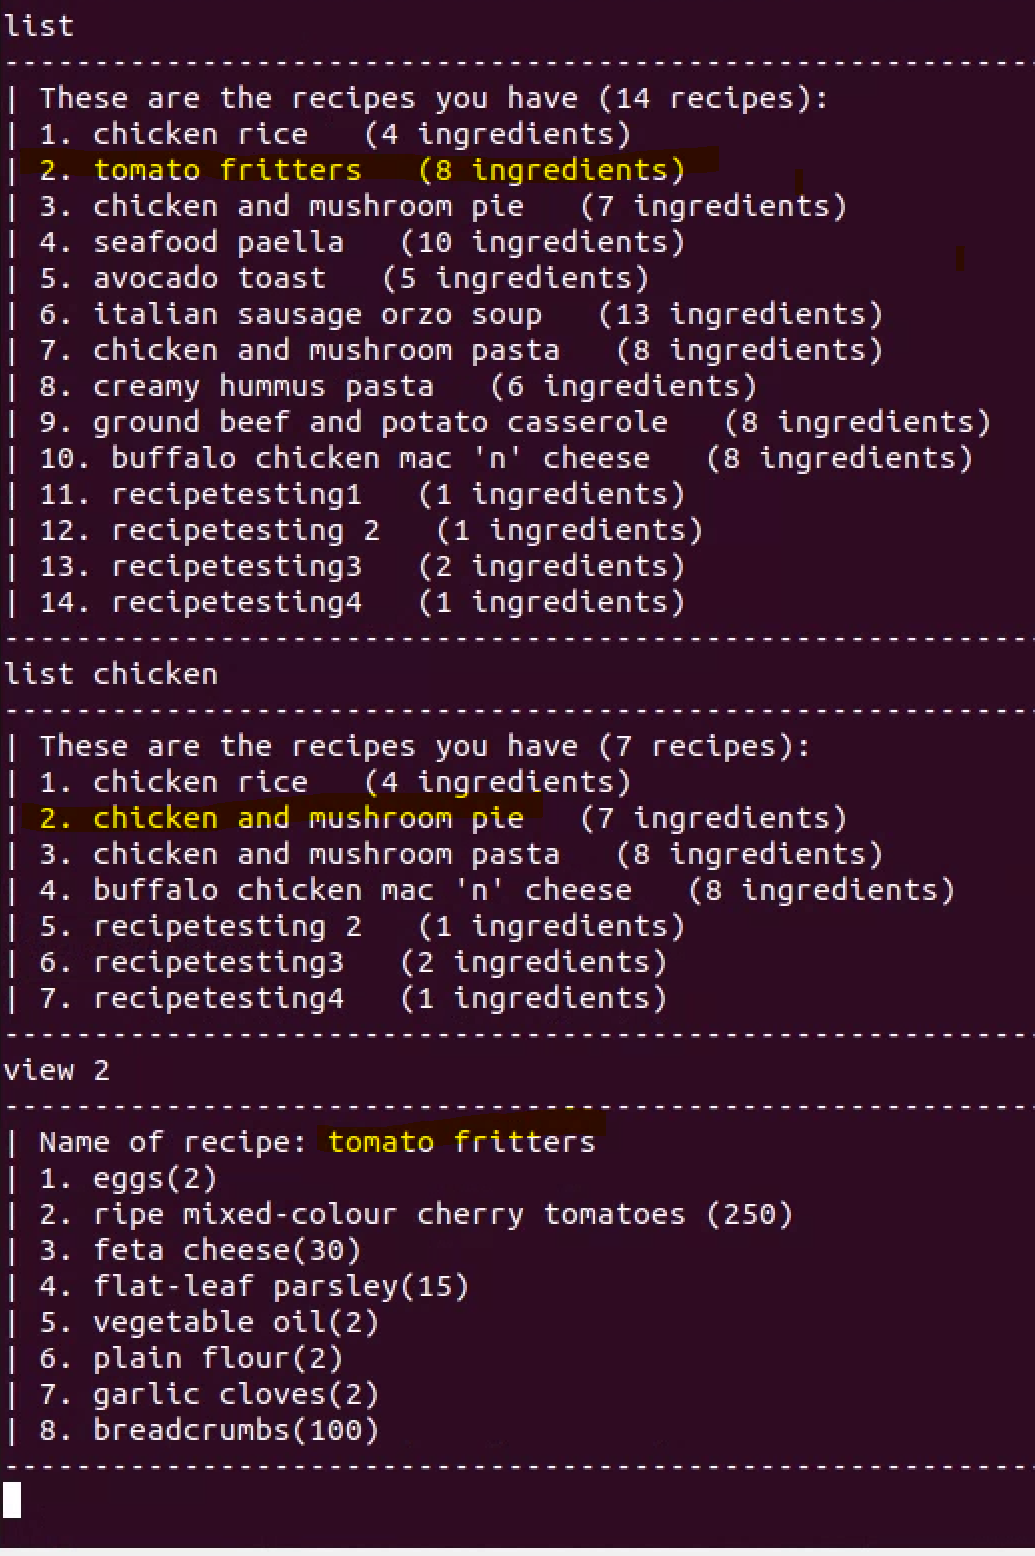 list
--------------------------------------------------------
| These are the recipes you have (14 recipes):
| 1. chicken rice   (4 ingredients)
| 2. tomato fritters   (8 ingredients)
| 3. chicken and mushroom pie   (7 ingredients)
| 4. seafood paella   (10 ingredients)
| 5. avocado toast   (5 ingredients)
| 6. italian sausage orzo soup   (13 ingredients)
| 7. chicken and mushroom pasta   (8 ingredients)
| 8. creamy hummus pasta   (6 ingredients)
| 9. ground beef and potato casserole   (8 ingredients)
| 10. buffalo chicken mac 'n' cheese   (8 ingredients)
| 11. recipetesting1   (1 ingredients)
| 12. recipetesting 2   (1 ingredients)
| 13. recipetesting3   (2 ingredients)
| 14. recipetesting4   (1 ingredients)
--------------------------------------------------------
list chicken
--------------------------------------------------------
| These are the recipes you have (7 recipes):
| 1. chicken rice   (4 ingredients)
| 2. chicken and mushroom pie   (7 ingredients)
| 3. chicken and mushroom pasta   (8 ingredients)
| 4. buffalo chicken mac 'n' cheese   (8 ingredients)
| 5. recipetesting 2   (1 ingredients)
| 6. recipetesting3   (2 ingredients)
| 7. recipetesting4   (1 ingredients)
--------------------------------------------------------
view 2
--------------------------------------------------------
| Name of recipe: tomato fritters
| 1. eggs(2)
| 2. ripe mixed-colour cherry tomatoes (250)
| 3. feta cheese(30)
| 4. flat-leaf parsley(15)
| 5. vegetable oil(2)
| 6. plain flour(2)
| 7. garlic cloves(2)
| 8. breadcrumbs(100)
--------------------------------------------------------